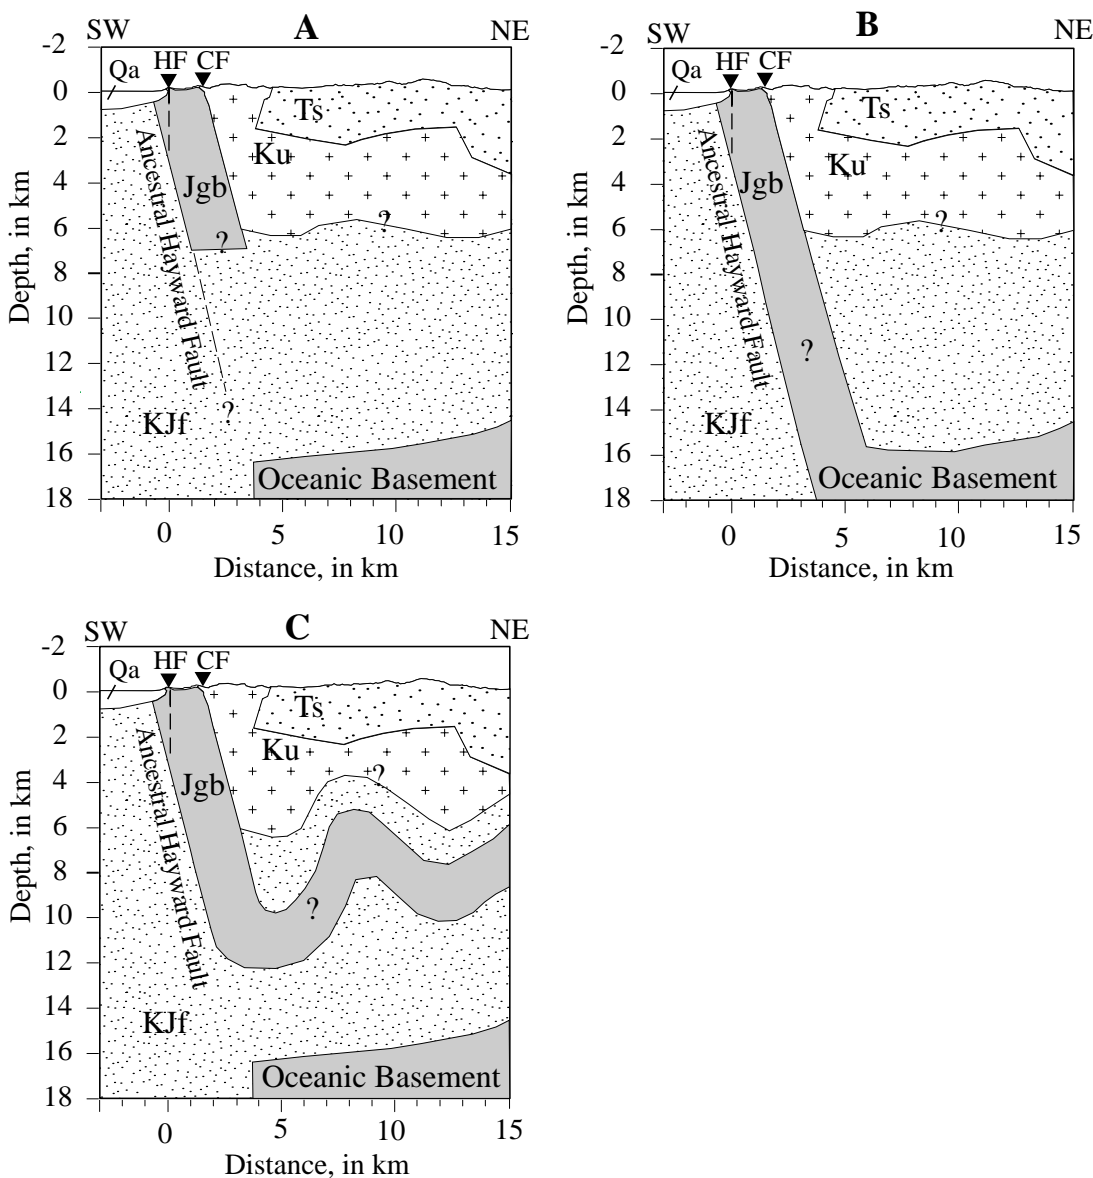 A
SW
NE
HF
CF
Qa
Ts
Ku
Jgb
?
?
Ancestral Hayward Fault
?
KJf
Oceanic Basement
-2
0
2
4
6
8
10
12
14
16
18
Depth, in km
0 5 10 15
Distance, in km
B
SW
NE
HF
CF
Qa
Ts
Ku
Jgb
?
?
Ancestral Hayward Fault
KJf
Oceanic Basement
-2
0
2
4
6
8
10
12
14
16
18
Depth, in km
0 5 10 15
Distance, in km
C
SW
NE
HF
CF
Qa
Ts
Ku
Jgb
?
?
Ancestral Hayward Fault
KJf
Oceanic Basement
-2
0
2
4
6
8
10
12
14
16
18
Depth, in km
0 5 10 15
Distance, in km